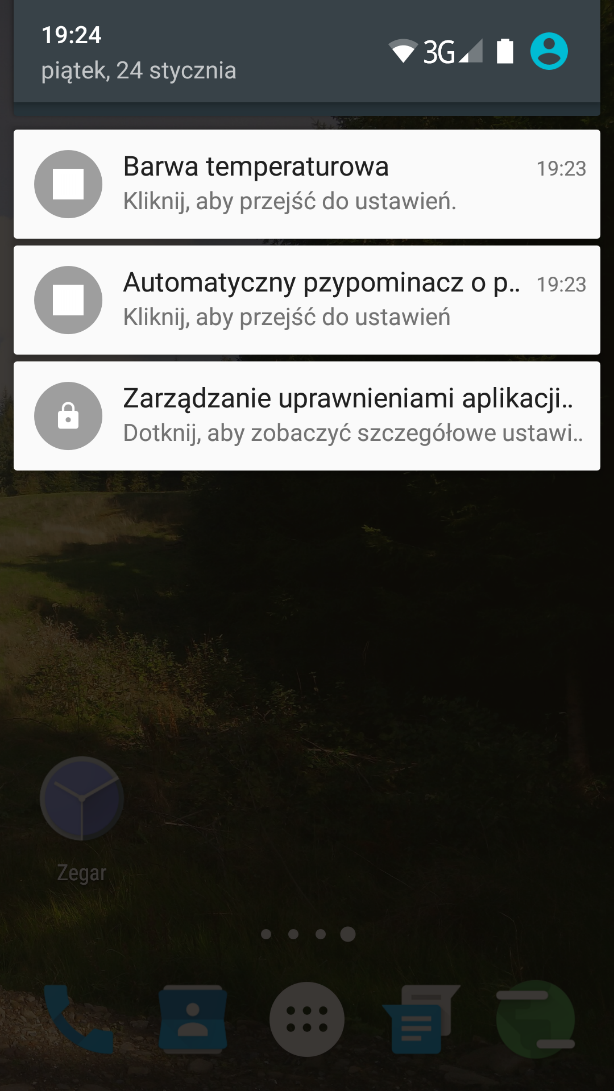 19:24
3G
piątek, 24 stycznia
Barwa temperaturowa
19:23
Kliknij, aby przejść do ustawień.
Automatyczny pzypominacz o p..
19:23
Kliknij, aby przejść do ustawień
Zarządzanie uprawnieniami aplikacji..
Dotknij, aby zobaczyć szczegółowe ustawi..
Zegar